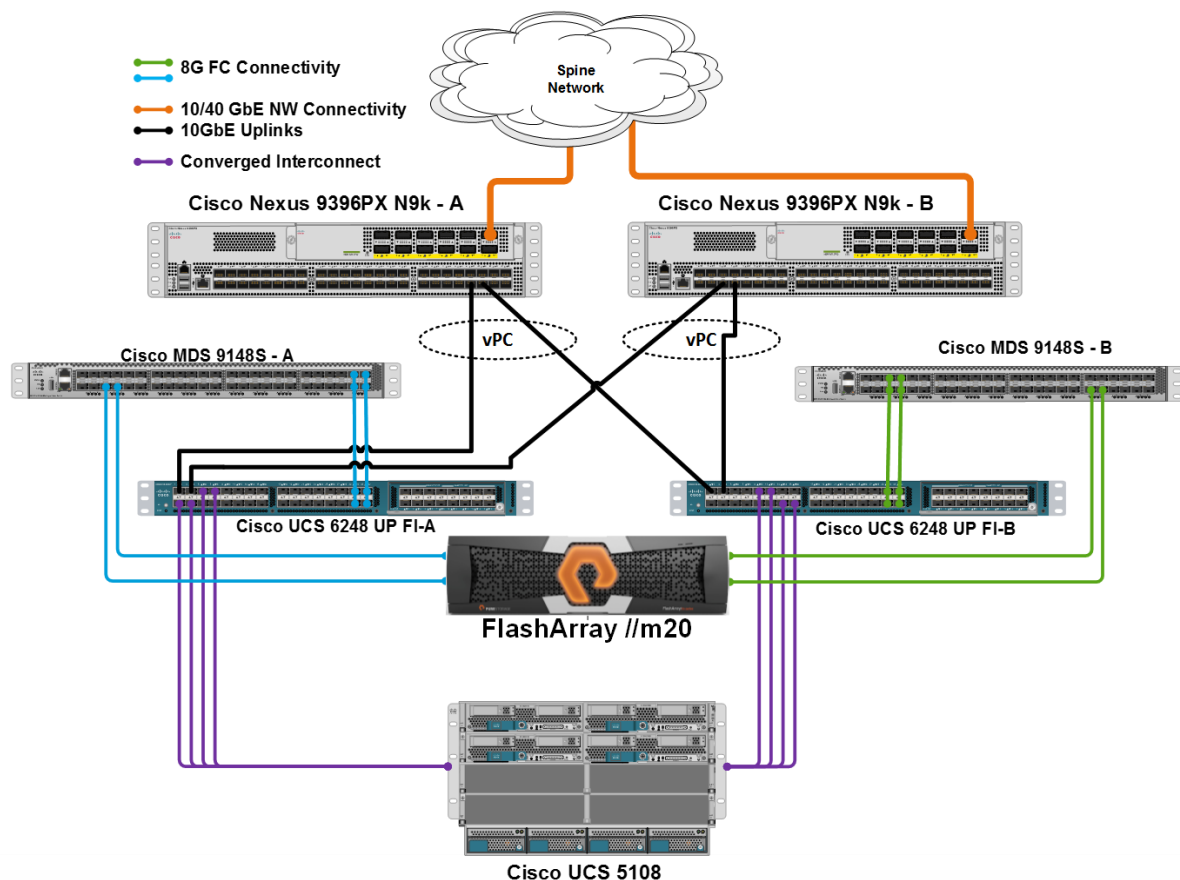 Spine
Network
8G FC Connectivity
10/40 GbE NW Connectivity
10GbE Uplinks
Converged Interconnect
Cisco Nexus 9396PX N9k - A
Cisco Nexus 9396PX N9k - B
vPC
vPC
Cisco MDS 9148S - A
Cisco MDS 9148S - B
Cisco UCS 6248 UP FI-A
Cisco UCS 6248 UP FI-B
FlashArray //m20
Cisco UCS 5108